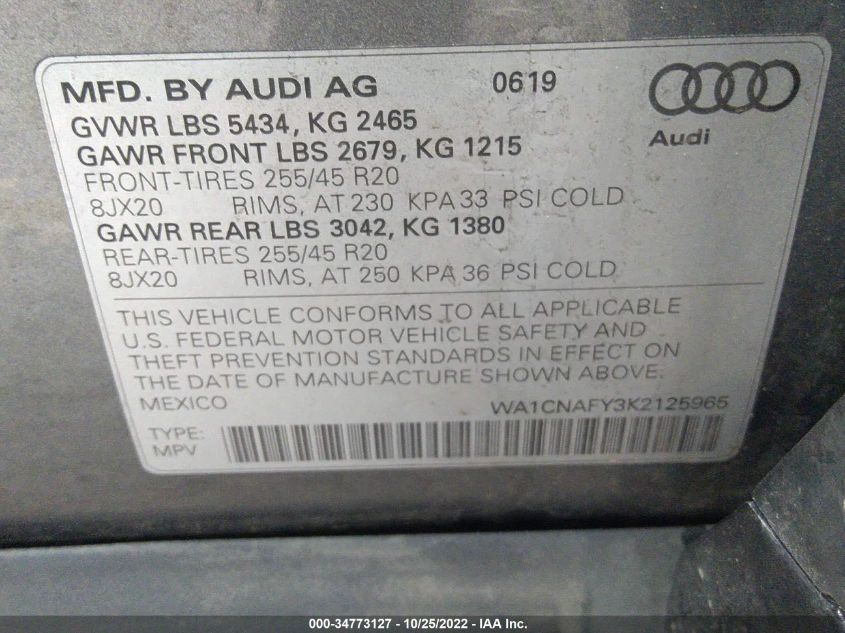 MFD. BY AUDI AG 0619
Audi
GVWR LBS 5434, KG 2465
GAWR FRONT LBS 2679, KG 1215
FRONT-TIRES 255/45 R20
8JX20 RIMS, AT 230 KPA 33 PSI COLD
GAWR REAR LBS 3042, KG 1380
REAR-TIRES 255/45 R20
8JX20 RIMS, AT 250 KPA 36 PSI COLD
THIS VEHICLE CONFORMS TO ALL APPLICABLE
U.S. FEDERAL MOTOR VEHICLE SAFETY AND
THEFT PREVENTION STANDARDS IN EFFECT ON
THE DATE OF MANUFACTURE SHOWN ABOVE.
MEXICO WA1CNAFY3K2125965
TYPE:
MPV
000-34773127 - 10/25/2022 - IAA Inc.